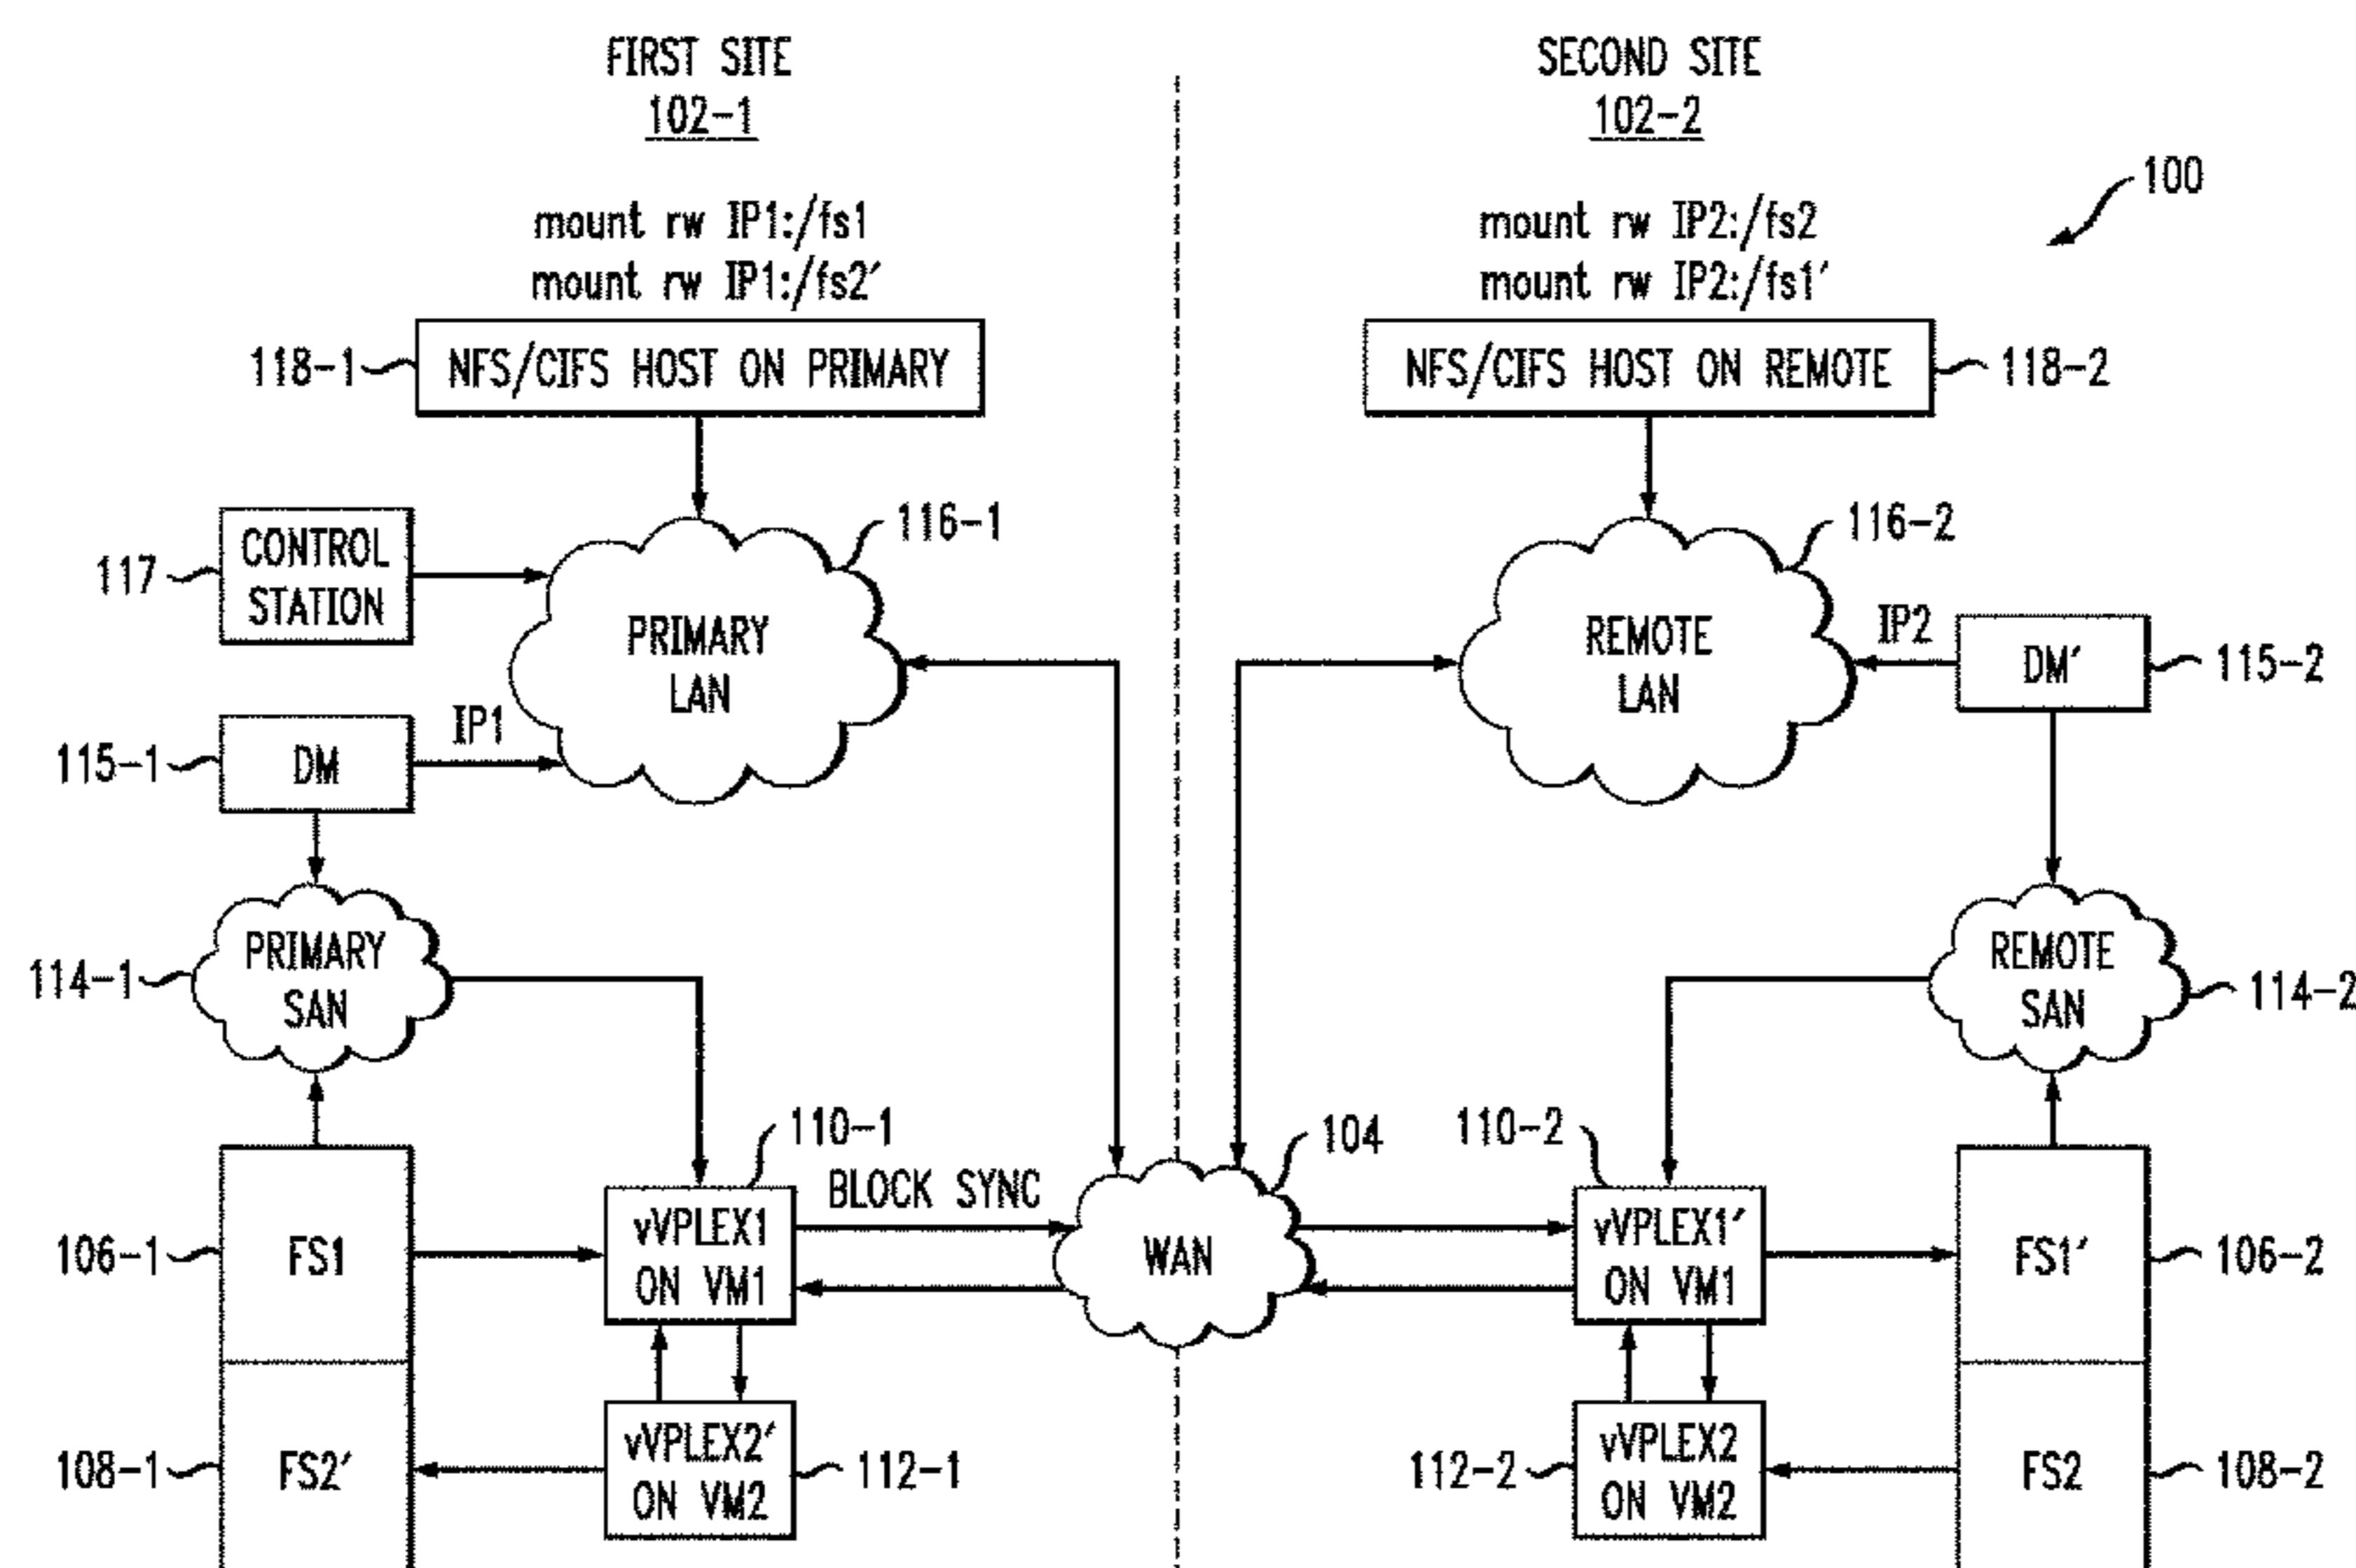 FIRST SITE
102-1
SECOND SITE
102-2
100
mount rw IP1:/fs1
mount rw IP1:/fs2′
mount rw IP2:/fs2
mount rw IP2:/fs1′
118-1
NFS/CIFS HOST ON PRIMARY
NFS/CIFS HOST ON REMOTE
118-2
117
CONTROL
STATION
116-1
PRIMARY
LAN
116-2
REMOTE
LAN
IP2
DM′
115-2
115-1
DM
IP1
114-1
PRIMARY
SAN
REMOTE
SAN
114-2
110-1
BLOCK SYNC
104
110-2
106-1
FS1
vVPLEX1
ON VM1
WAN
vVPLEX1′
ON VM1
FS1′
106-2
108-1
FS2′
vVPLEX2′
ON VM2
112-1
112-2
vVPLEX2
ON VM2
FS2
108-2